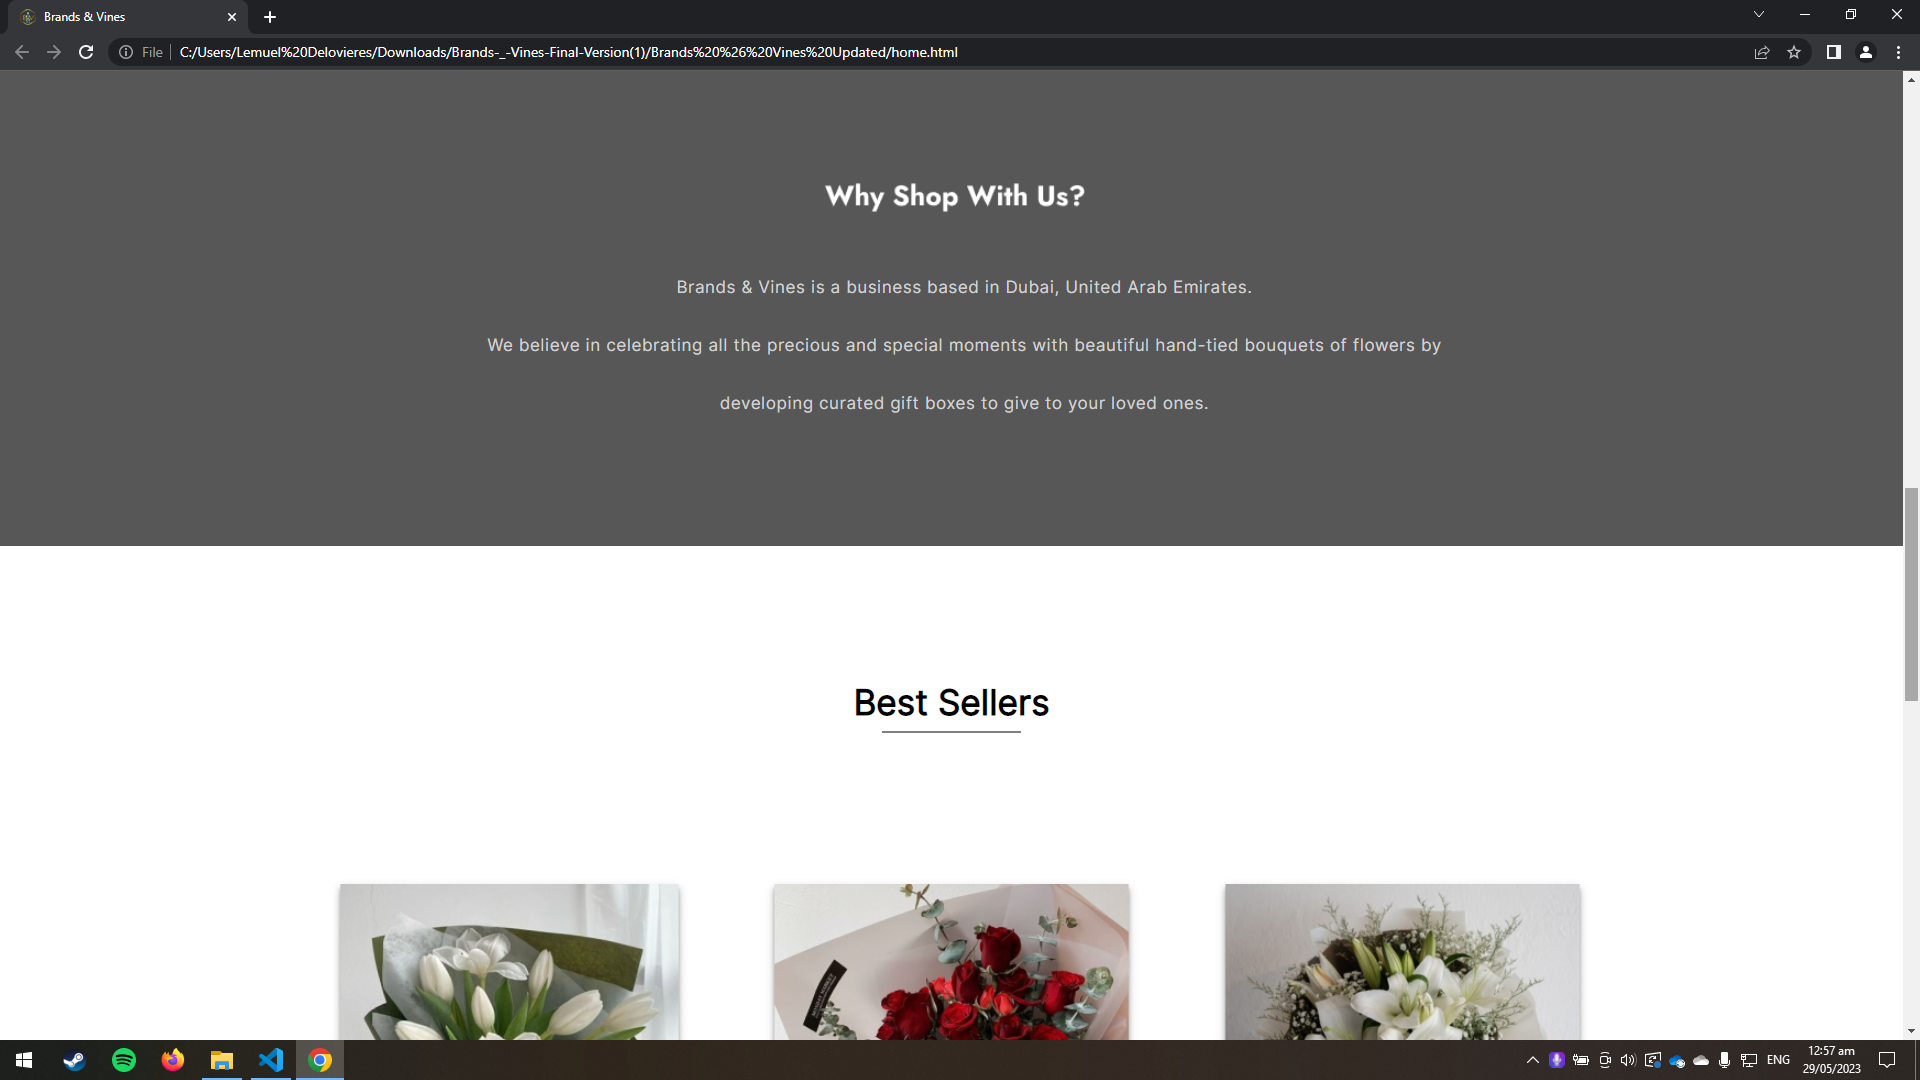 Brands & Vines
File
C:/Users/Lemuel%20Delovieres/Downloads/Brands-_-Vines-Final-Version(1)/Brands%20%26%20Vines%20Updated/home.html
Why Shop With Us?
Brands & Vines is a business based in Dubai, United Arab Emirates.
We believe in celebrating all the precious and special moments with beautiful hand-tied bouquets of flowers by
developing curated gift boxes to give to your loved ones.
Best Sellers
ENG
12:57 am
29/05/2023